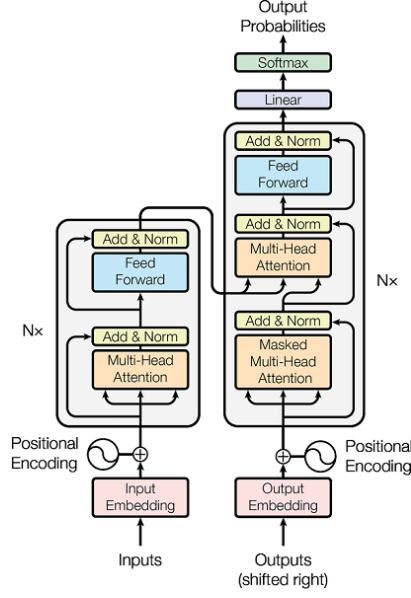 Output
Probabilities
Softmax
Linear
Add & Norm
Feed
Forward
Add & Norm
Multi-Head
Attention
Add & Norm
Masked
Multi-Head
Attention
N×
Add & Norm
Feed
Forward
Add & Norm
Multi-Head
Attention
N×
Positional
Encoding
Positional
Encoding
Input
Embedding
Output
Embedding
Inputs
Outputs
(shifted right)